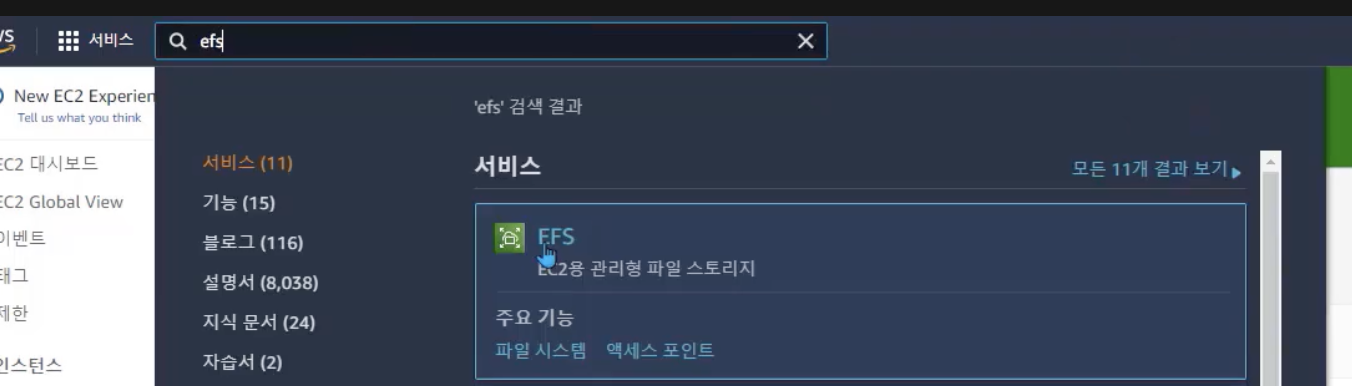 서비스
efs
New EC2 Experien
Tell us what you think
EC2 대시보드
EC2 Global View
이벤트
태그
제한
인스턴스
'efs' 검색 결과
서비스 (11)
기능 (15)
블로그 (116)
설명서 (8,038)
지식 문서 (24)
자습서 (2)
서비스
모든 11개 결과 보기
EFS
EC2용 관리형 파일 스토리지
주요 기능
파일 시스템 액세스 포인트